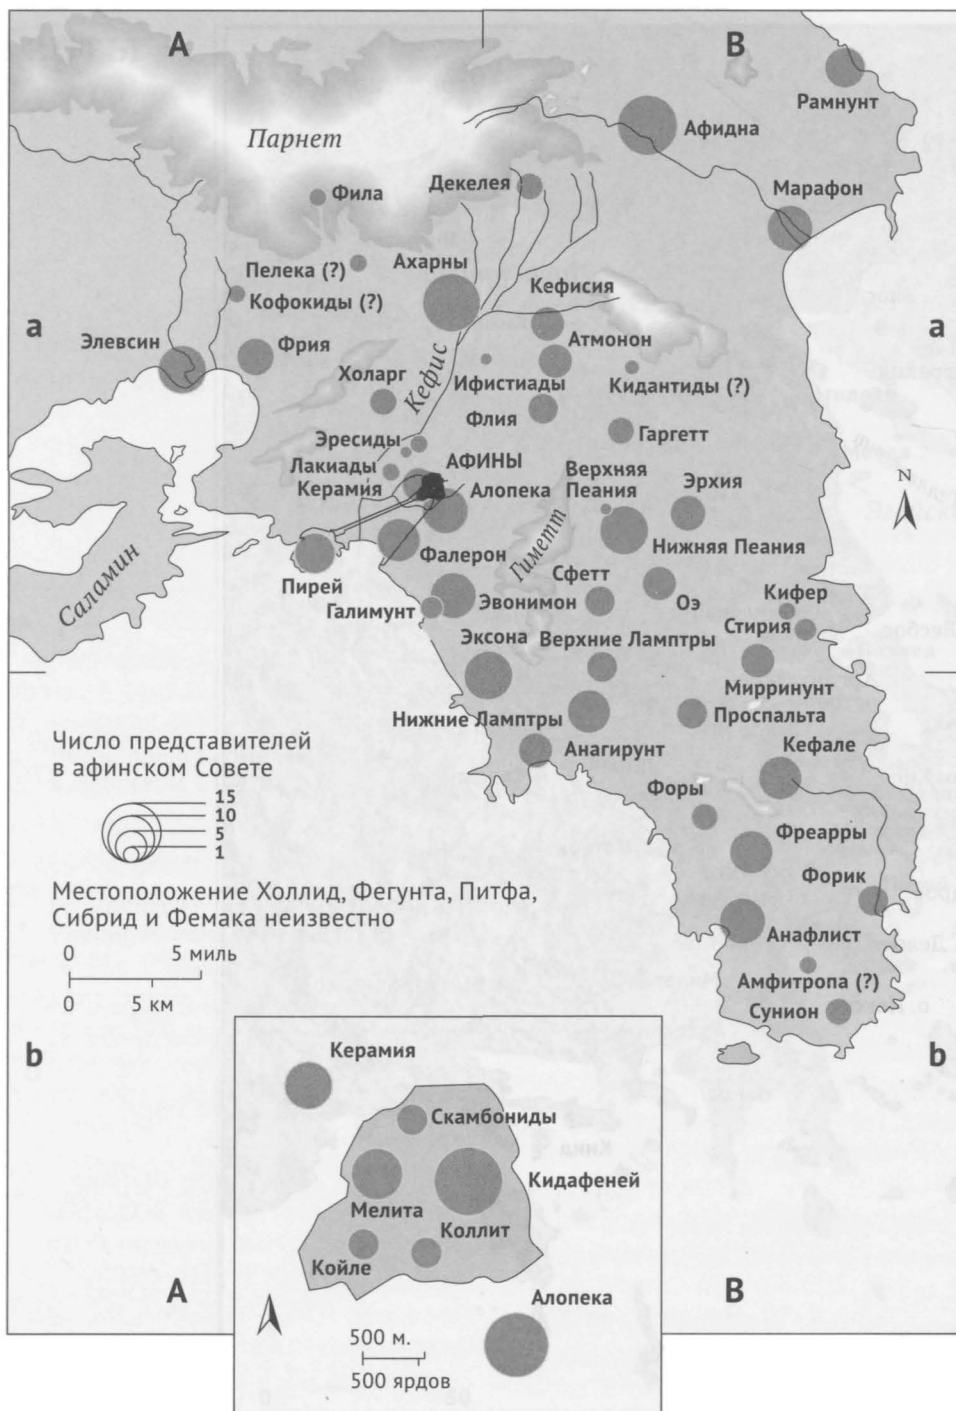 A
B
Рамнунт
Афидна
Парнет
Декелея
Марафон
Фила
Ахарны
Пелека (?)
Кефисия
Кофокиды (?)
a
a
Элевсин
Фрия
Атмонон
Холарг
Кефис
Ифистиады
Кидантиды (?)
Флия
Гаргетт
Эресиды
АФИНЫ
Лакиады
Верхняя
Пеания
Эрхия
N
Керамия
Алопека
Гиметт
Нижняя Пеания
Фалерон
Саламин
Пирей
Сфетт
Кифер
Галимунт
Эвонимон
Оэ
Стирия
Эксона
Верхние Ламптры
Мирринунт
Нижние Ламптры
Проспальта
Число представителей
в афинском Совете
Анагирунт
Кефале
15
10
5
1
Форы
Фреарры
Форик
Местоположение Холлид, Фегунта, Питфа,
Сибрид и Фемака неизвестно
Анафлист
0 5 миль
Амфитропа (?)
0 5 км
Сунион
b
b
Керамия
Скамбониды
Кидафеней
Мелита
Коллит
Койле
A
B
Алопека
500 м.
500 ярдов